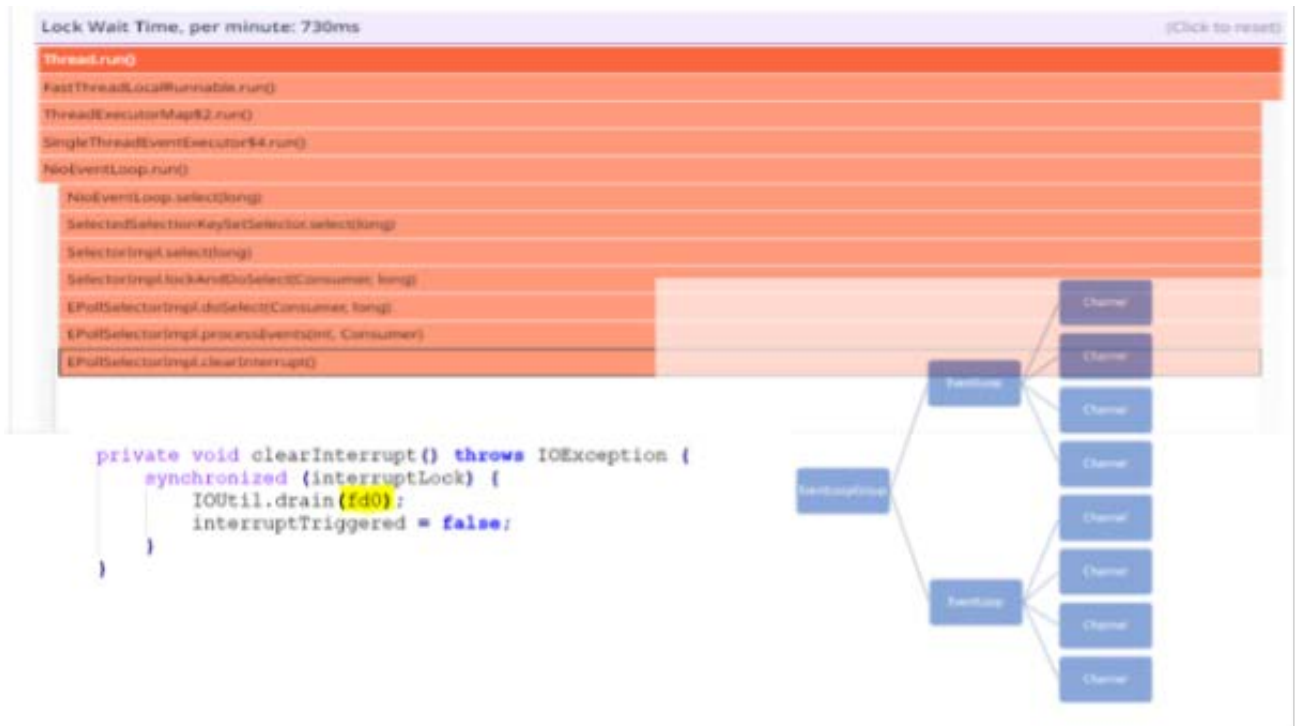 Lock Wait Time, per minute: 730ms
(Click to reset)
Thread.run()
FastThreadLocalRunnable.run()
ThreadExecutorMap$2.run()
SingleThreadEventExecutor$4.run()
NioEventLoop.run()
NioEventLoop.select(long)
SelectedSelectionKeySetSelector.select(long)
SelectorImpl.select(long)
SelectorImpl.lockAndDoSelect(Consumer, long)
EPollSelectorImpl.doSelect(Consumer, long)
EPollSelectorImpl.processEvents(int, Consumer)
EPollSelectorImpl.clearInterrupt()
private void clearInterrupt() throws IOException {
synchronized (interruptLock) {
IOUtil.drain(fd0);
interruptTriggered = false;
}
}
EventLoopGroup
EventLoop
EventLoop
Channel
Channel
Channel
Channel
Channel
Channel
Channel
Channel